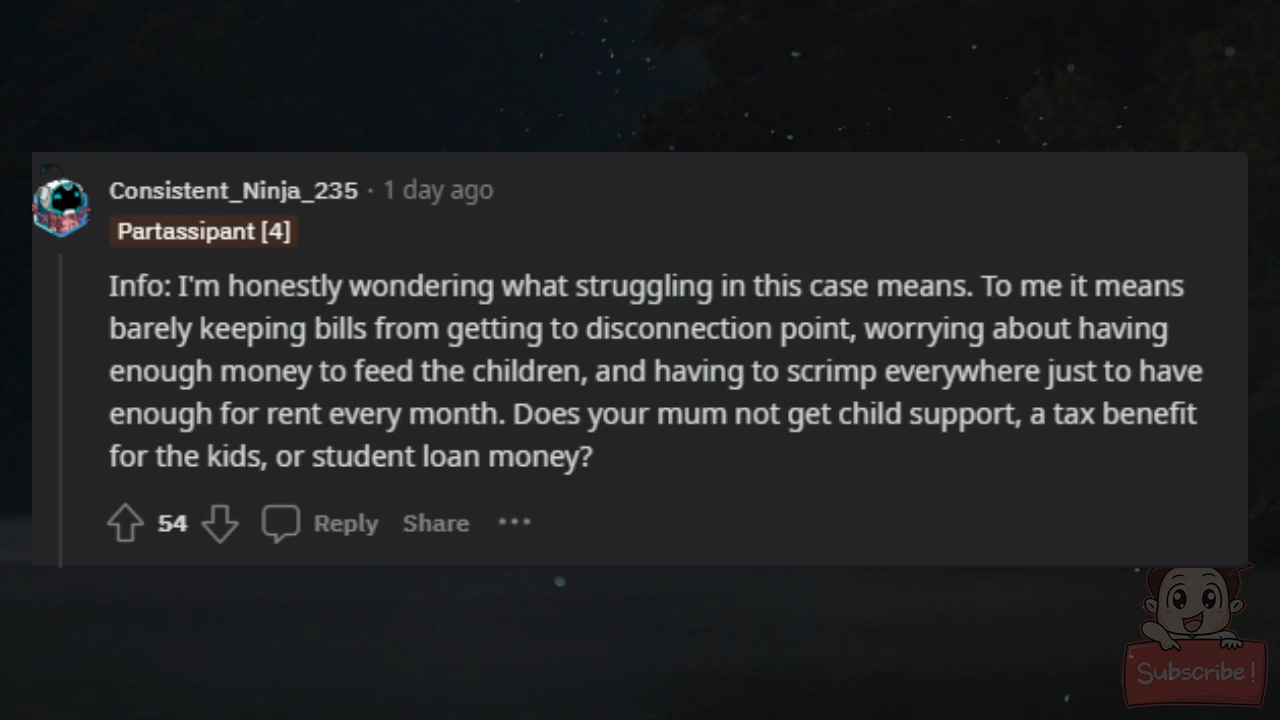 Consistent_Ninja_235 · 1 day ago
Partassipant [4]
Info: I'm honestly wondering what struggling in this case means. To me it means
barely keeping bills from getting to disconnection point, worrying about having
enough money to feed the children, and having to scrimp everywhere just to have
enough for rent every month. Does your mum not get child support, a tax benefit
for the kids, or student loan money?
54 Reply Share ···
Subscribe!